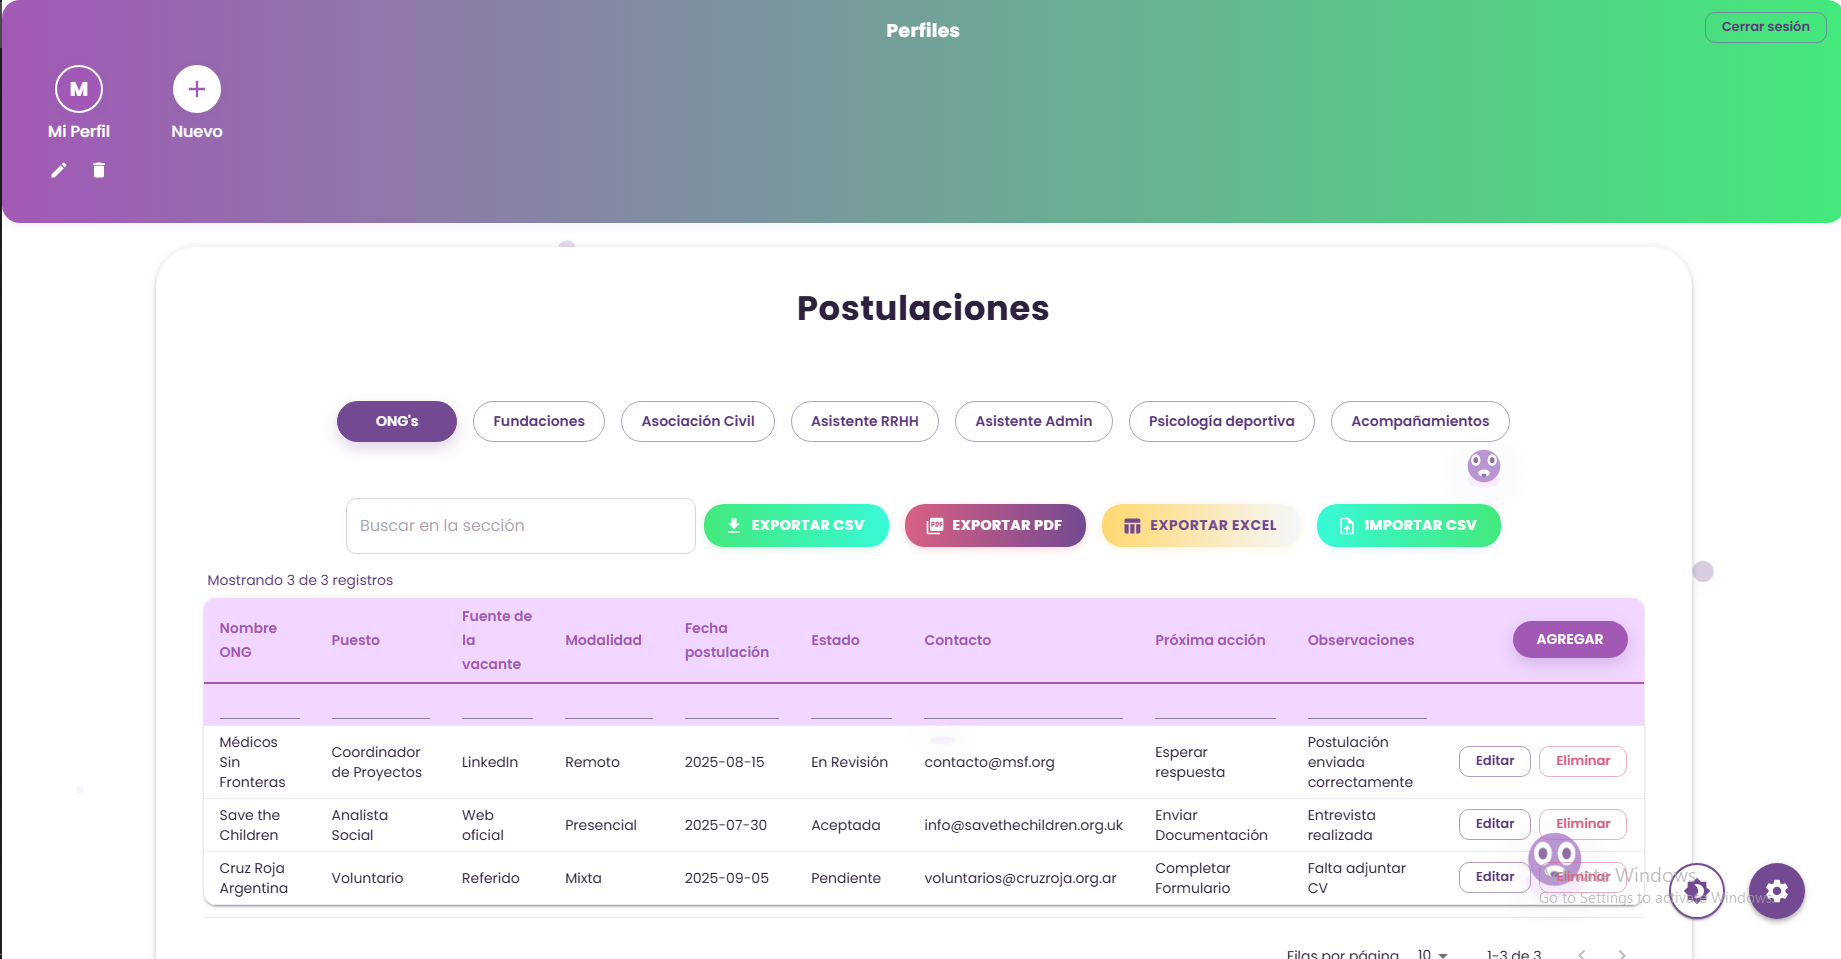 Perfiles
Cerrar sesión
M
Mi Perfil
Nuevo
Postulaciones
ONG's
Fundaciones
Asociación Civil
Asistente RRHH
Asistente Admin
Psicología deportiva
Acompañamientos
Buscar en la sección
EXPORTAR CSV
PDF
EXPORTAR PDF
EXPORTAR EXCEL
IMPORTAR CSV
Mostrando 3 de 3 registros
Nombre
ONG
Puesto
Fuente de
la
vacante
Modalidad
Fecha
postulación
Estado
Contacto
Próxima acción
Observaciones
AGREGAR
Médicos
Sin
Fronteras
Coordinador
de Proyectos
LinkedIn
Remoto
2025-08-15
En Revisión
contacto@msf.org
Esperar
respuesta
Postulación
enviada
correctamente
Editar
Eliminar
Save the
Children
Analista
Social
Web
oficial
Presencial
2025-07-30
Aceptada
info@savethechildren.org.uk
Enviar
Documentación
Entrevista
realizada
Editar
Eliminar
Cruz Roja
Argentina
Voluntario
Referido
Mixta
2025-09-05
Pendiente
voluntarios@cruzroja.org.ar
Completar
Formulario
Falta adjuntar
CV
Editar
Eliminar
Windows
Go to Settings to activate Windows.
Filas por página
10
1-3 de 3